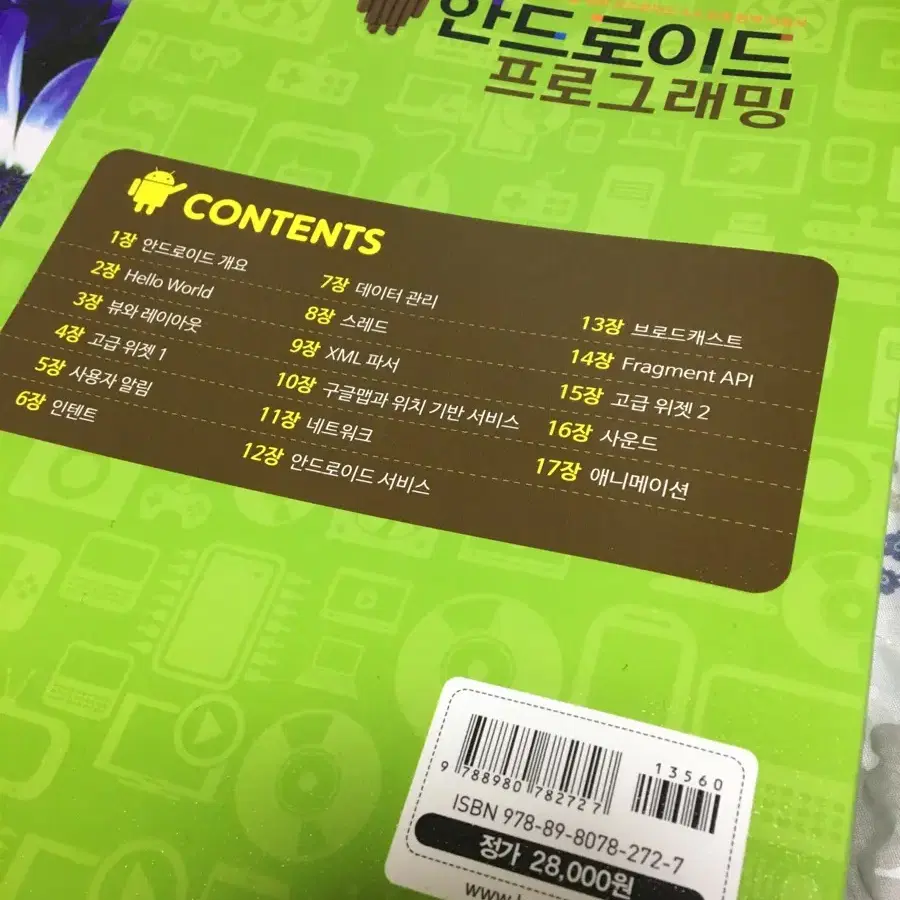 안드로이드
프로그래밍
CONTENTS
1장 안드로이드 개요
2장 Hello World
3장 뷰와 레이아웃
4장 고급 위젯 1
5장 사용자 알림
6장 인텐트
7장 데이터 관리
8장 스레드
9장 XML 파서
10장 구글맵과 위치 기반 서비스
11장 네트워크
12장 안드로이드 서비스
13장 브로드캐스트
14장 Fragment API
15장 고급 위젯 2
16장 사운드
17장 애니메이션
13560
9 788980 782727
ISBN 978-89-8078-272-7
정가 28,000원